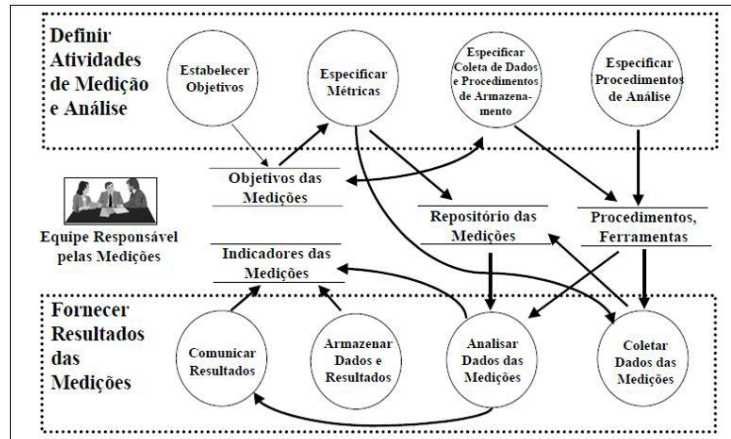 Definir
Atividades
de Medição
e Análise
Estabelecer
Objetivos
Especificar
Métricas
Especificar
Coleta de Dados
e Procedimentos
de Armazena-
mento
Especificar
Procedimentos
de Análise
Objetivos das
Medições
Equipe Responsável
pelas Medições
Repositório das
Medições
Procedimentos,
Ferramentas
Indicadores das
Medições
Fornecer
Resultados
das
Medições
Comunicar
Resultados
Armazenar
Dados e
Resultados
Analisar
Dados das
Medições
Coletar
Dados das
Medições